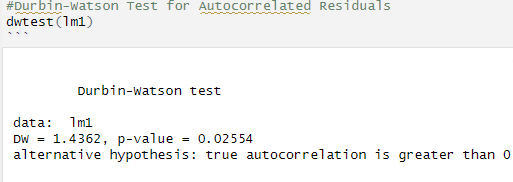 #Durbin-Watson Test for Autocorrelated Residuals
dwtest(lm1)
```
Durbin-Watson test
data:  lm1
DW = 1.4362, p-value = 0.02554
alternative hypothesis: true autocorrelation is greater than 0